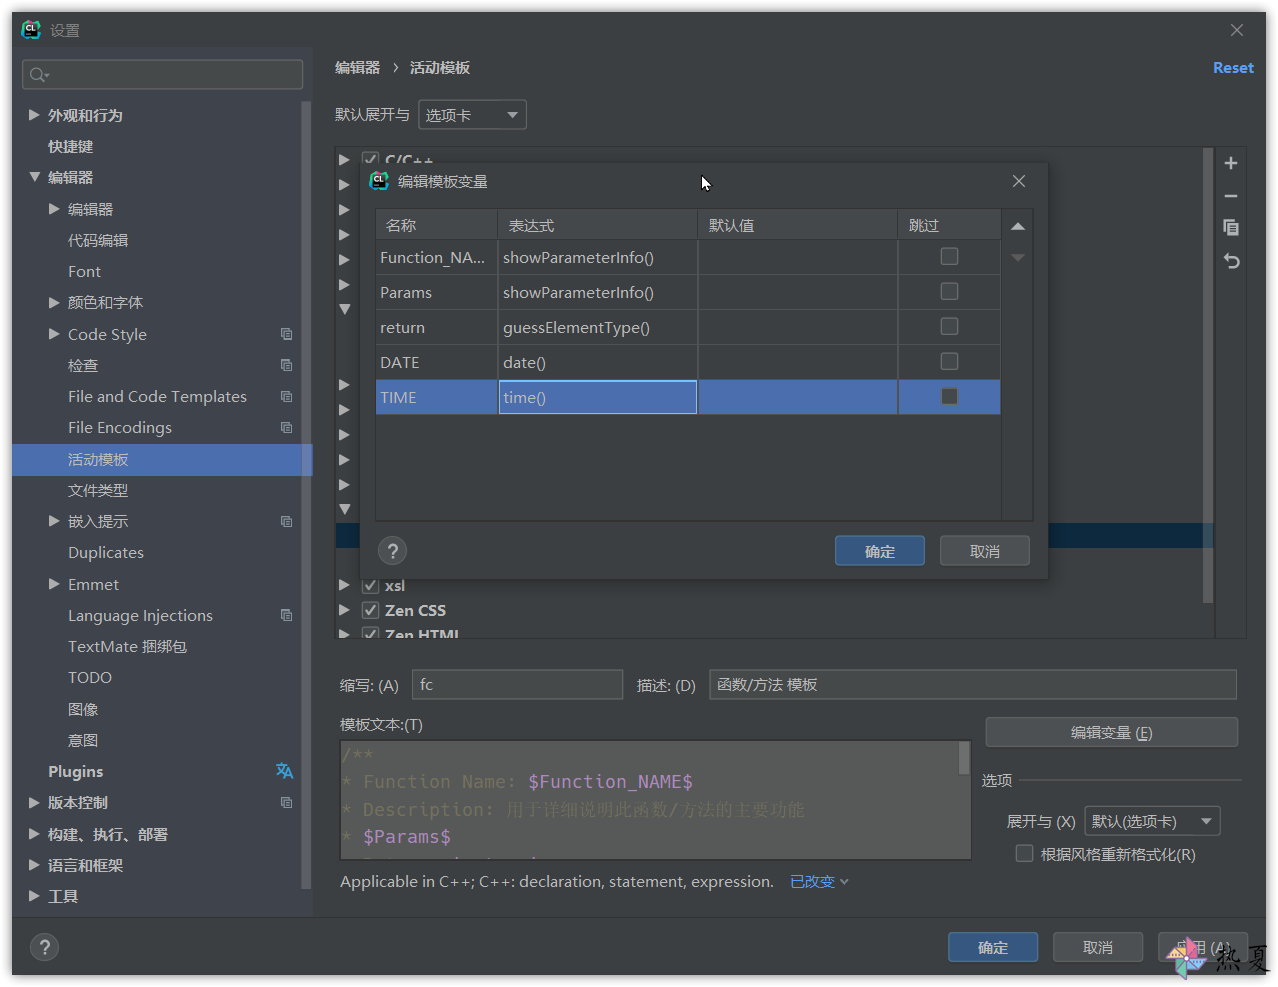 CL 设置
Reset
编辑器 › 活动模板
默认展开与 选项卡
外观和行为
快捷键
编辑器
编辑器
代码编辑
Font
颜色和字体
Code Style
检查
File and Code Templates
File Encodings
活动模板
文件类型
嵌入提示
Duplicates
Emmet
Language Injections
TextMate 捆绑包
TODO
图像
意图
Plugins
版本控制
构建、执行、部署
语言和框架
工具
C/C++
CL 编辑模板变量
名称 表达式 默认值 跳过
Function_NA... showParameterInfo()
Params showParameterInfo()
return guessElementType()
DATE date()
TIME time()
? 确定 取消
xsl
Zen CSS
Zen HTML
缩写: (A) fc 描述: (D) 函数/方法 模板
模板文本:(T)
/**
* Function Name: $Function_NAME$
* Description: 用于详细说明此函数/方法的主要功能
* $Params$
编辑变量 (E)
选项
展开与 (X) 默认(选项卡)
根据风格重新格式化(R)
Applicable in C++; C++: declaration, statement, expression. 已改变
? 确定 取消 应用 (A)
热夏